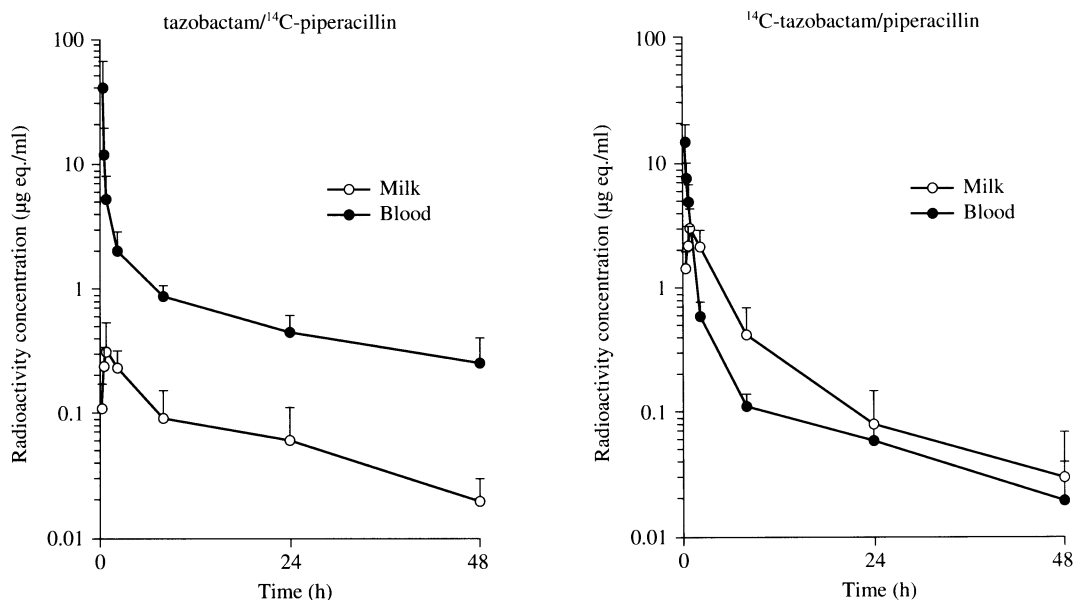 tazobactam/¹⁴C-piperacillin
100
10
1
0.1
0.01
Radioactivity concentration (µg eq./ml)
Milk
Blood
0 24 48
Time (h)
¹⁴C-tazobactam/piperacillin
100
10
1
0.1
0.01
Radioactivity concentration (µg eq./ml)
Milk
Blood
0 24 48
Time (h)